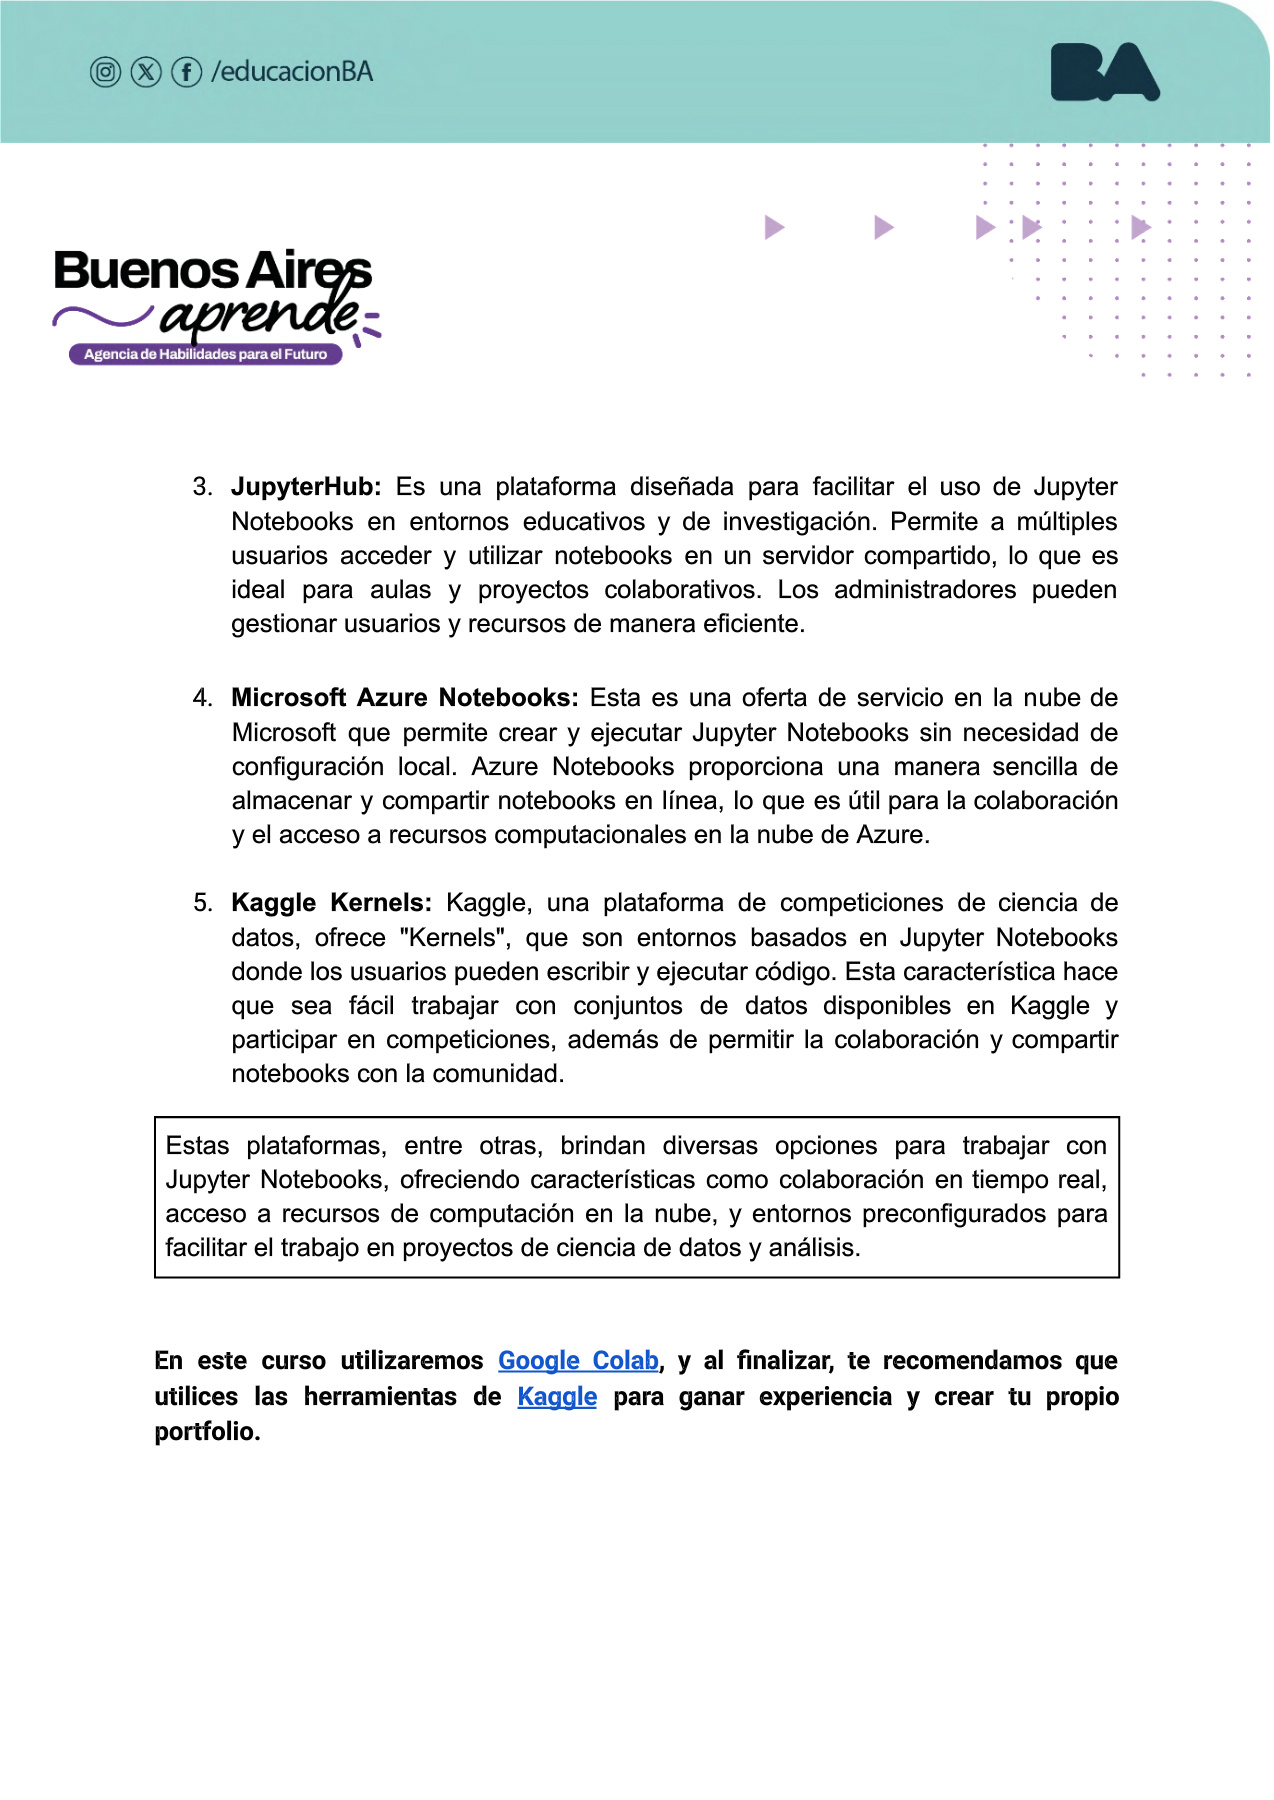 /educacionBA
BA
Buenos Aires
aprende
Agencia de Habilidades para el Futuro
3. JupyterHub: Es una plataforma diseñada para facilitar el uso de Jupyter
Notebooks en entornos educativos y de investigación. Permite a múltiples
usuarios acceder y utilizar notebooks en un servidor compartido, lo que es
ideal para aulas y proyectos colaborativos. Los administradores pueden
gestionar usuarios y recursos de manera eficiente.
4. Microsoft Azure Notebooks: Esta es una oferta de servicio en la nube de
Microsoft que permite crear y ejecutar Jupyter Notebooks sin necesidad de
configuración local. Azure Notebooks proporciona una manera sencilla de
almacenar y compartir notebooks en línea, lo que es útil para la colaboración
y el acceso a recursos computacionales en la nube de Azure.
5. Kaggle Kernels: Kaggle, una plataforma de competiciones de ciencia de
datos, ofrece "Kernels", que son entornos basados en Jupyter Notebooks
donde los usuarios pueden escribir y ejecutar código. Esta característica hace
que sea fácil trabajar con conjuntos de datos disponibles en Kaggle y
participar en competiciones, además de permitir la colaboración y compartir
notebooks con la comunidad.
Estas plataformas, entre otras, brindan diversas opciones para trabajar con
Jupyter Notebooks, ofreciendo características como colaboración en tiempo real,
acceso a recursos de computación en la nube, y entornos preconfigurados para
facilitar el trabajo en proyectos de ciencia de datos y análisis.
En este curso utilizaremos Google Colab, y al finalizar, te recomendamos que
utilices las herramientas de Kaggle para ganar experiencia y crear tu propio
portfolio.